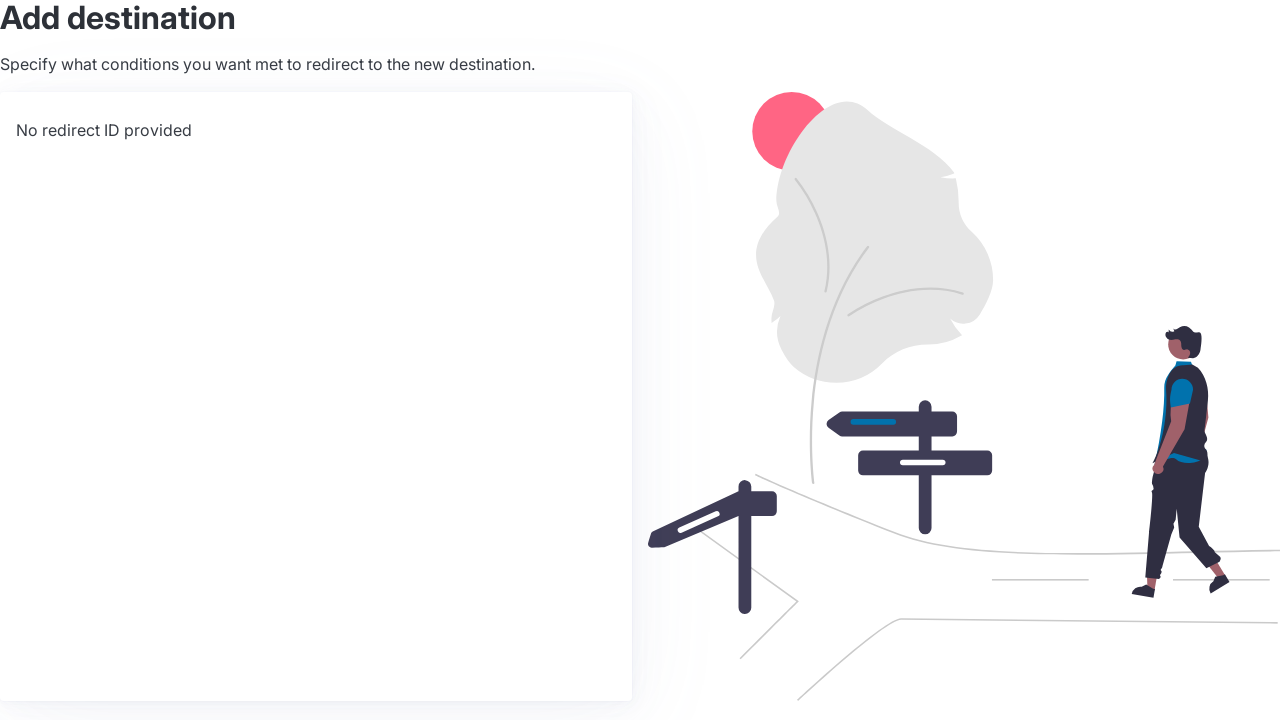 Add destination
Specify what conditions you want met to redirect to the new destination.
No redirect ID provided